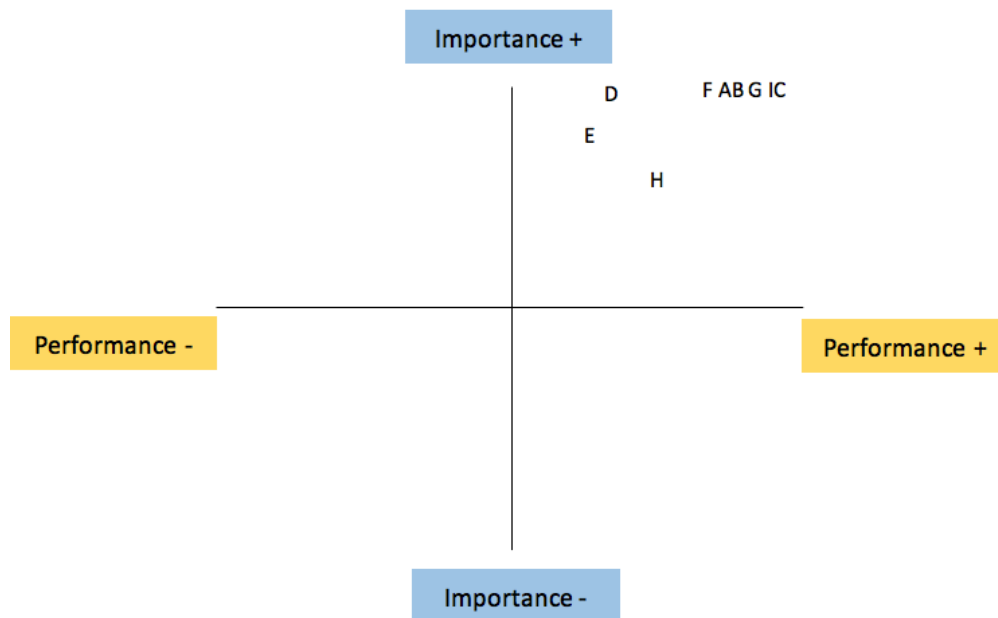 Importance +
D
F AB G IC
E
H
Performance -
Performance +
Importance -